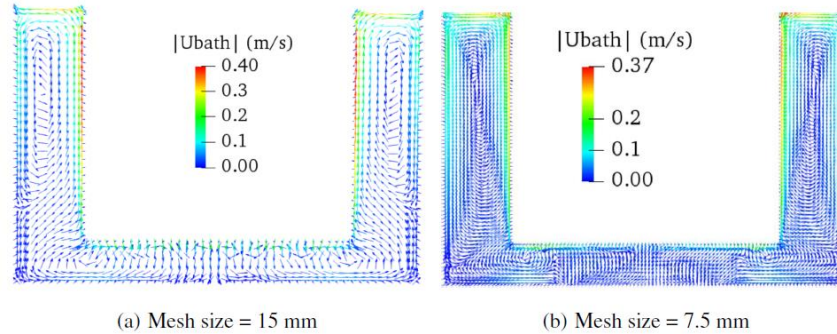 |Ubath| (m/s)
0.40
0.3
0.2
0.1
0.00
(a) Mesh size = 15 mm
|Ubath| (m/s)
0.37
0.2
0.1
0.00
(b) Mesh size = 7.5 mm